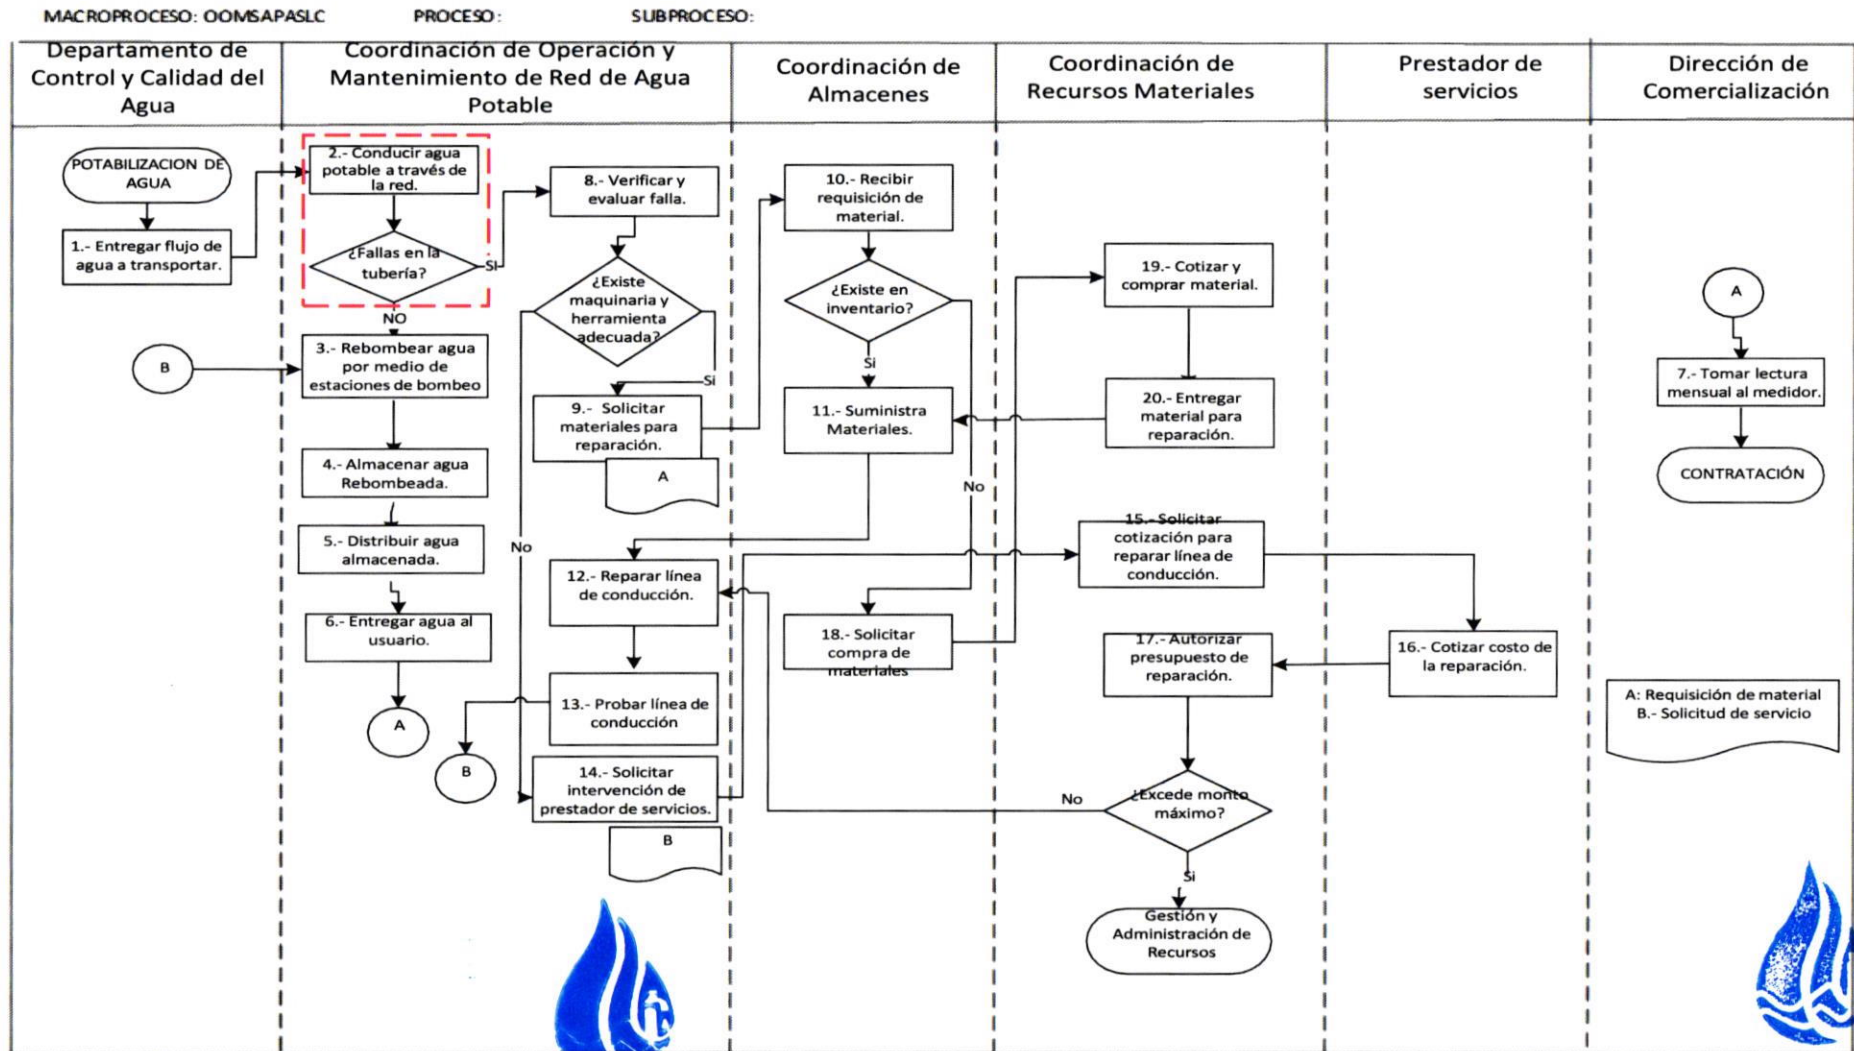 MACROPROCESO: OOMSAPASLC PROCESO: SUBPROCESO:
Departamento de
Control y Calidad del
Agua
Coordinación de Operación y
Mantenimiento de Red de Agua
Potable
Coordinación de
Almacenes
Coordinación de
Recursos Materiales
Prestador de
servicios
Dirección de
Comercialización
POTABILIZACION DE
AGUA
1.- Entregar flujo de
agua a transportar.
B
2.- Conducir agua
potable a través de
la red.
¿Fallas en la
tubería?
SI
NO
3.- Rebombear agua
por medio de
estaciones de bombeo
4.- Almacenar agua
Rebombeada.
5.- Distribuir agua
almacenada.
6.- Entregar agua al
usuario.
A
8.- Verificar y
evaluar falla.
¿Existe
maquinaria y
herramienta
adecuada?
Si
No
9.- Solicitar
materiales para
reparación.
A
12.- Reparar línea
de conducción.
13.- Probar línea de
conducción
B
14.- Solicitar
intervención de
prestador de servicios.
B
10.- Recibir
requisición de
material.
¿Existe en
inventario?
Si
No
11.- Suministra
Materiales.
18.- Solicitar
compra de
materiales
19.- Cotizar y
comprar material.
20.- Entregar
material para
reparación.
15.- Solicitar
cotización para
reparar línea de
conducción.
17.- Autorizar
presupuesto de
reparación.
¿Excede monto
máximo?
No
Si
Gestión y
Administración de
Recursos
16.- Cotizar costo de
la reparación.
A
7.- Tomar lectura
mensual al medidor.
CONTRATACIÓN
A: Requisición de material
B.- Solicitud de servicio